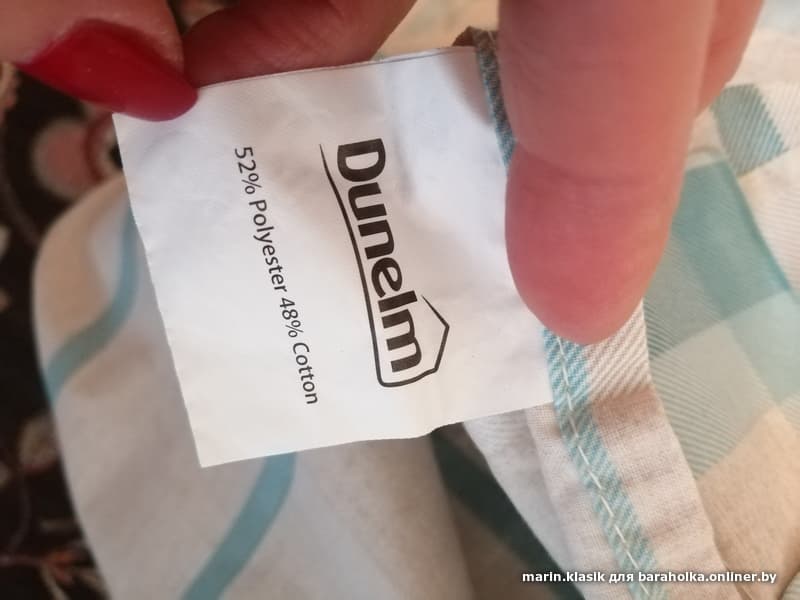 Dunelm
52% Polyester 48% Cotton
marin.klasik для baraholka.onliner.by